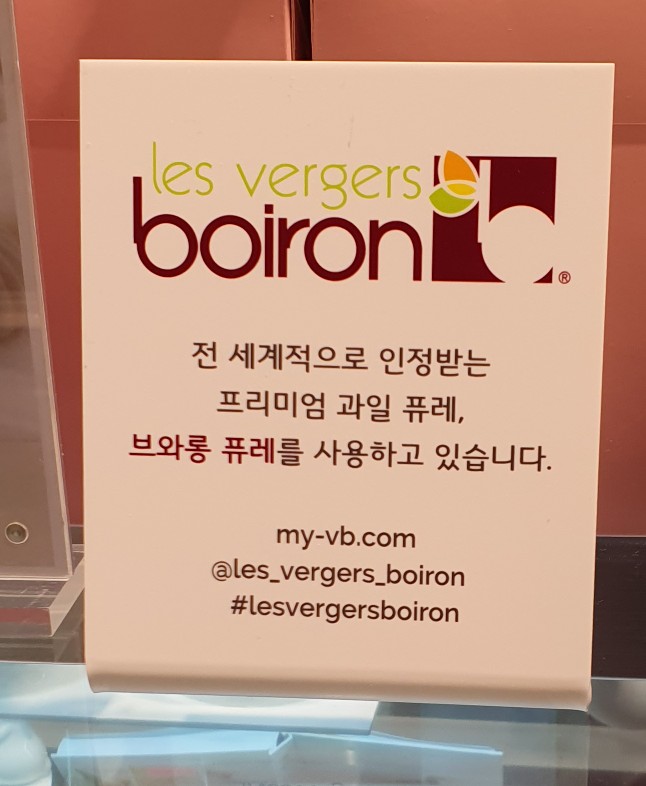 les vergers
boiron
b
®
전 세계적으로 인정받는
프리미엄 과일 퓨레,
브와롱 퓨레를 사용하고 있습니다.
my-vb.com
@les_vergers_boiron
#lesvergersboiron